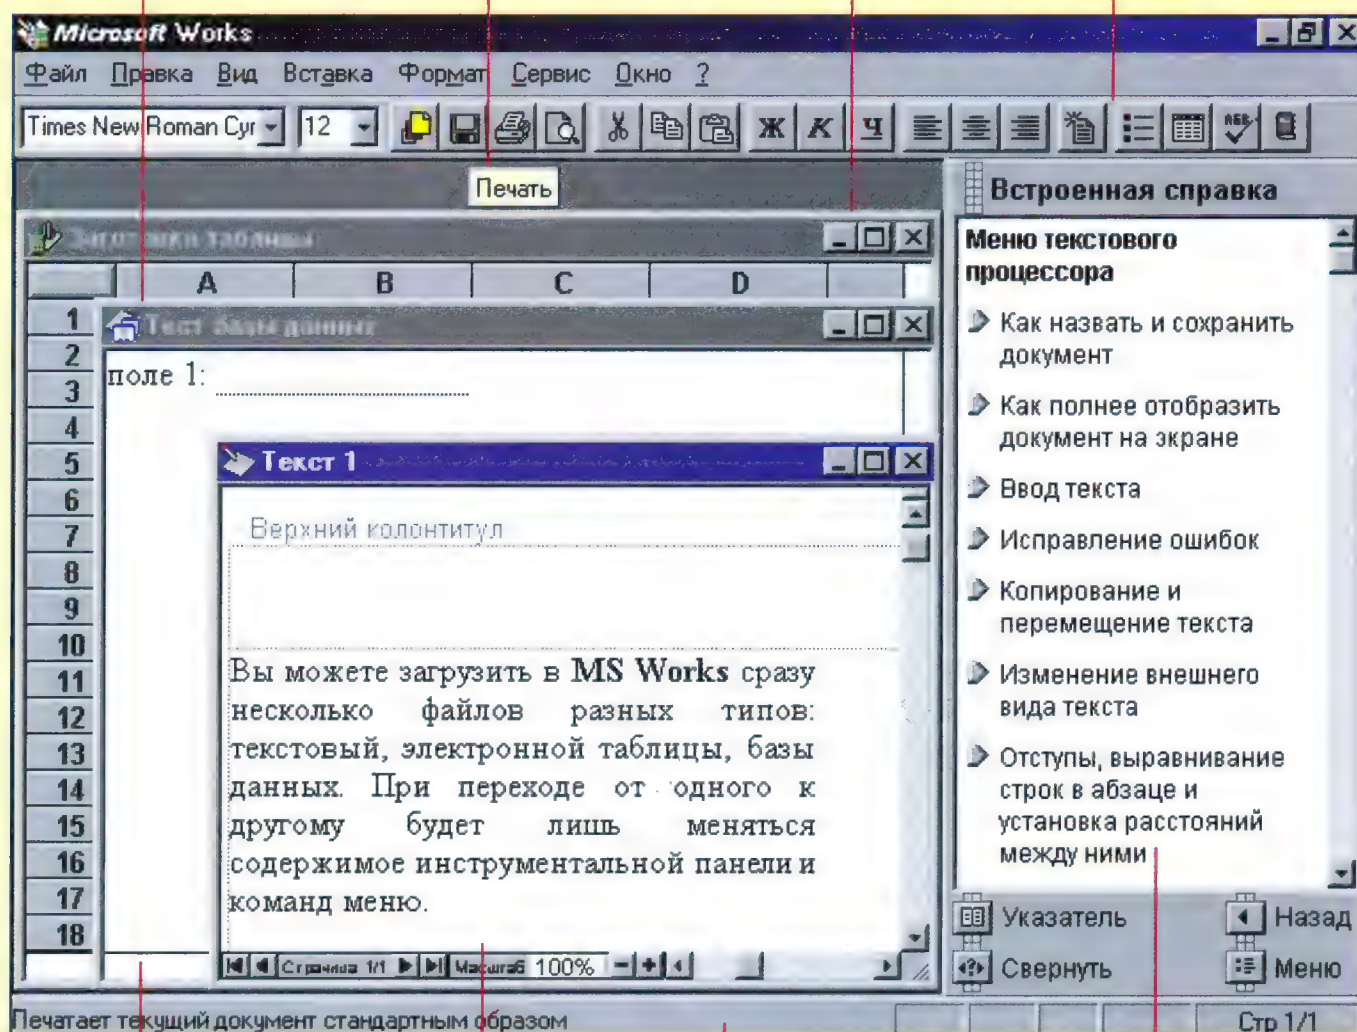 Microsoft Works
Файл Правка Вид Вставка Формат Сервис Окно ?
Times New Roman Cyr 12 Ж К Ч
Печать
Заготовки таблицы
A B C D
1
2
3
4
5
6
7
8
9
10
11
12
13
14
15
16
17
18
Тест базы данных
поле 1:
Текст 1
Верхний колонтитул
Вы можете загрузить в MS Works сразу
несколько файлов разных типов:
текстовый, электронной таблицы, базы
данных. При переходе от одного к
другому будет лишь меняться
содержимое инструментальной панели и
команд меню.
Страница 1/1 Масштаб 100%
Встроенная справка
Меню текстового
процессора
Как назвать и сохранить
документ
Как полнее отобразить
документ на экране
Ввод текста
Исправление ошибок
Копирование и
перемещение текста
Изменение внешнего
вида текста
Отступы, выравнивание
строк в абзаце и
установка расстояний
между ними
Указатель Назад
Свернуть Меню
Печатает текущий документ стандартным образом
Стр 1/1